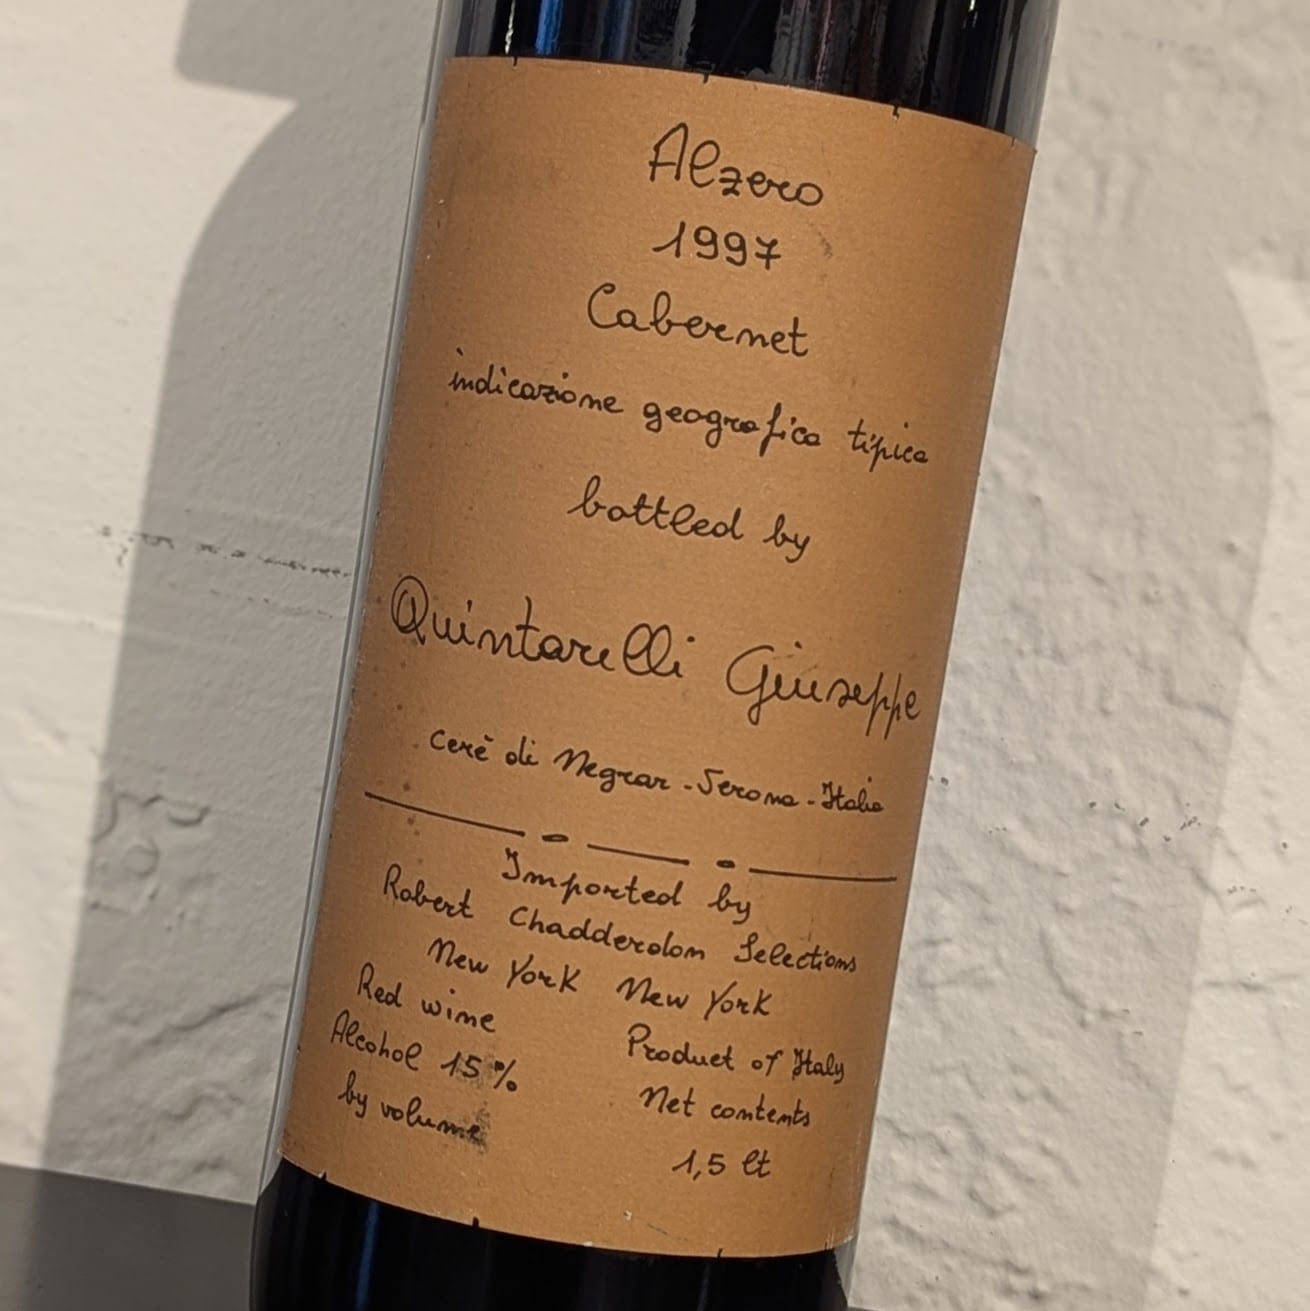 Alzero
1997
Cabernet
indicazione geografica tipica
bottled by
Quintarelli Giuseppe
cerè di Negrar - Verona - Italia
Imported by
Robert Chadderdon Selections
New York New York
Red wine
Alcohol 15%
by volume
Product of Italy
Net contents
1,5 lt